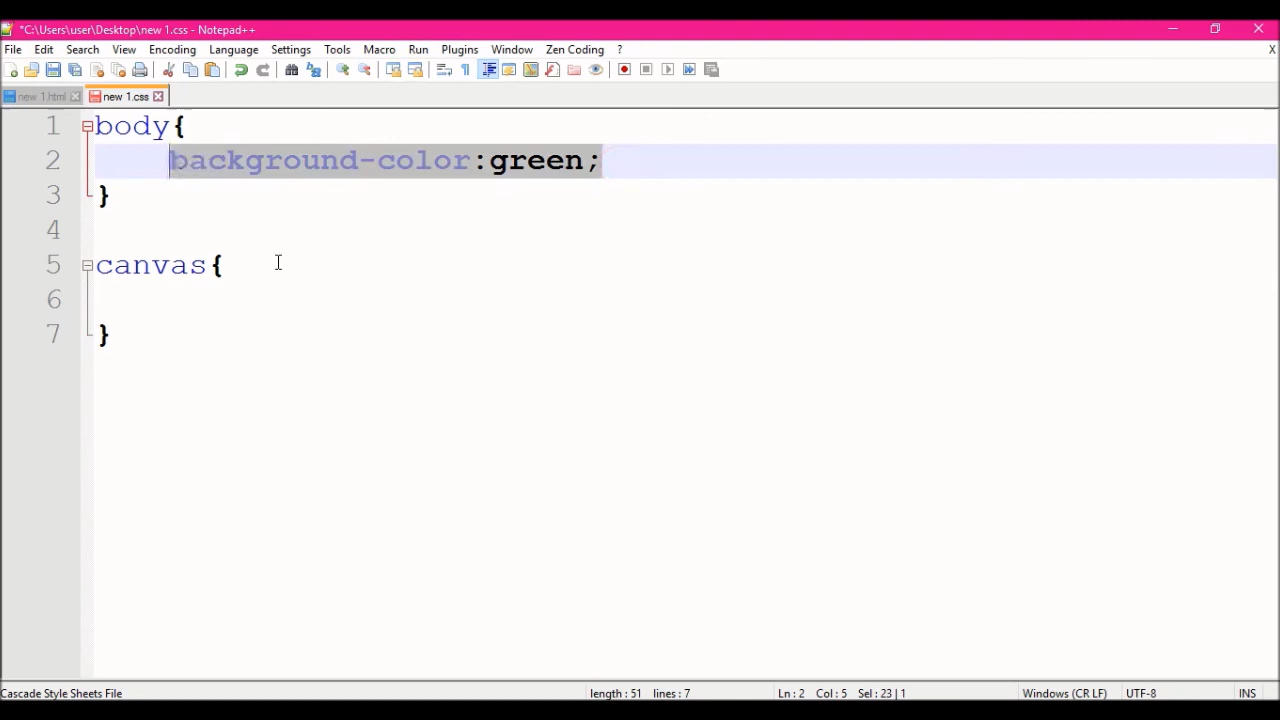 *C:\Users\user\Desktop\new 1.css - Notepad++
File Edit Search View Encoding Language Settings Tools Macro Run Plugins Window Zen Coding ? X
new 1.html new 1.css
1 body{
2 background-color:green;
3 }
4
5 canvas{
6
7 }
Cascade Style Sheets File length : 51 lines : 7 Ln : 2 Col : 5 Sel : 23 | 1 Windows (CR LF) UTF-8 INS